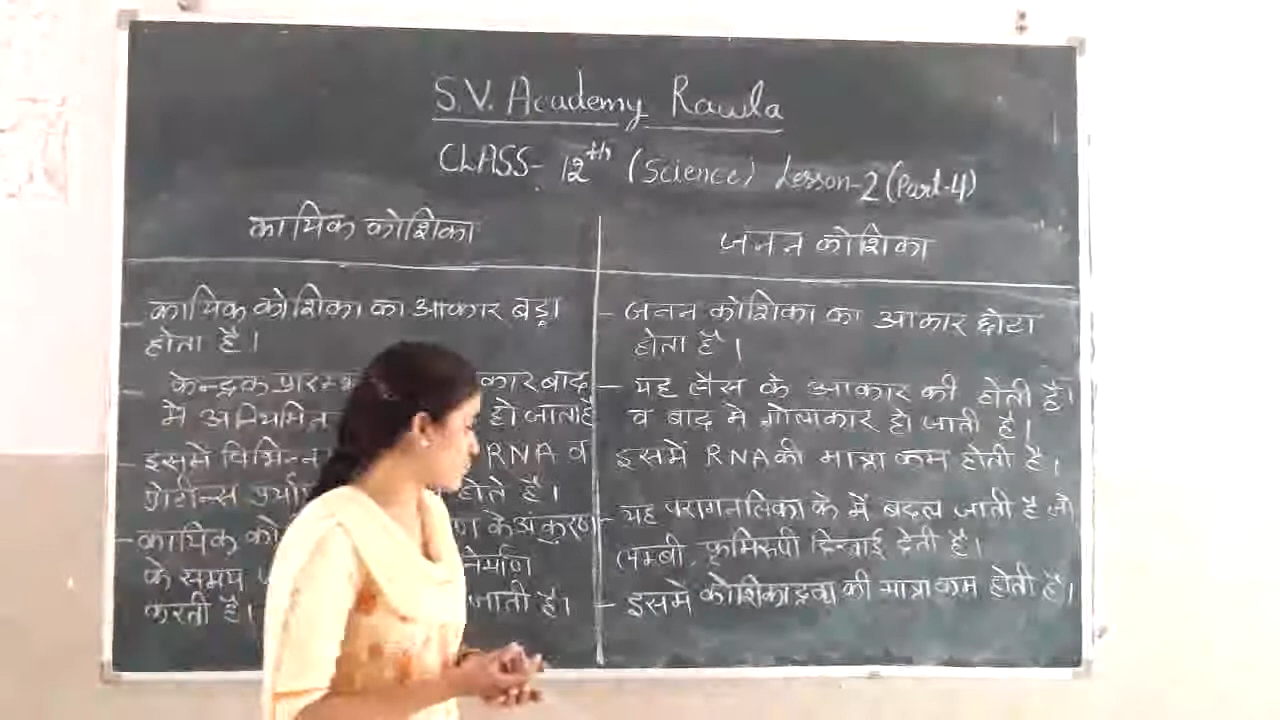 S.V. Academy Rawla
CLASS- 12th (Science) Lesson-2 (Part-4)
कायिक कोशिका
- कायिक कोशिका का आकार बड़ा
होता है।
- केन्द्रक प्रारम्भ कार बाद
में अनियमित हो जाता है
- इसमें विभिन्न RNA व
प्रोटीन्स होते है।
- कायिक को के अंकुरण
के समय निर्माण
करती है। जाती है।
जनन कोशिका
- जनन कोशिका का आकार छोटा
होता है।
- यह लैंस के आकार की होती है।
व बाद मे गोलाकार हो जाती है।
इसमें RNA की मात्रा कम होती है।
- यह परागनलिका के में बदल जाती है जो
लम्बी, कृमिरुपी दिखाई देती है।
- इसमें कोशिकाद्रव्य की मात्रा कम होती है।